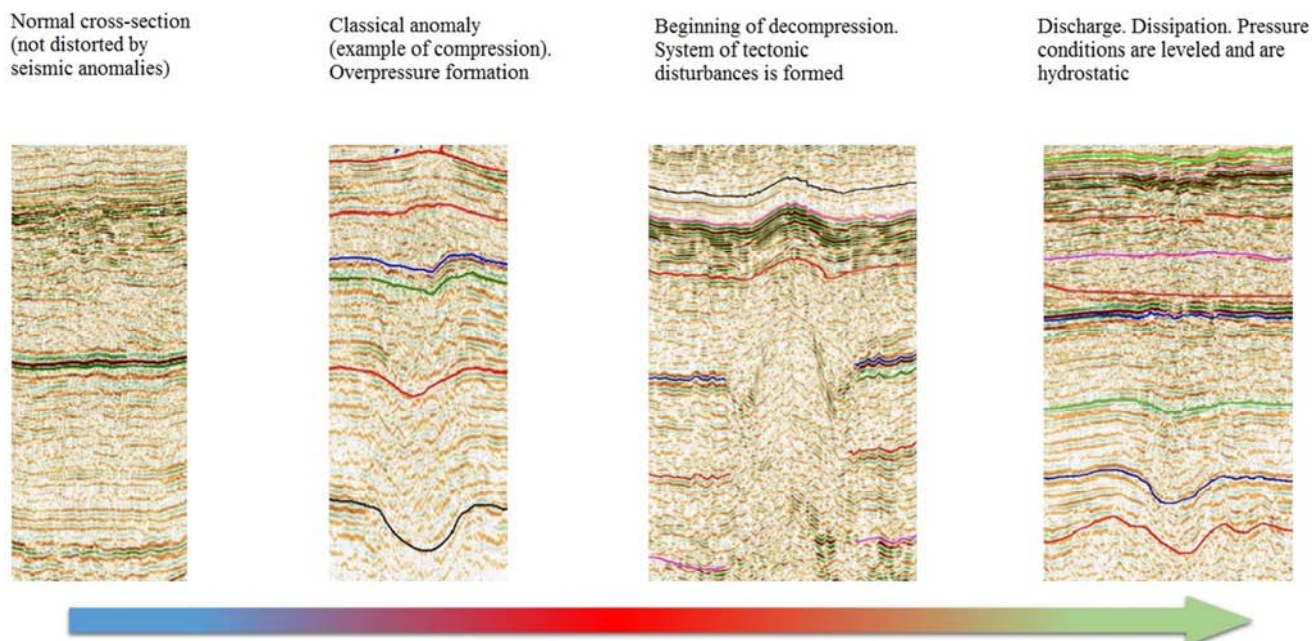 Normal cross-section
(not distorted by
seismic anomalies)
Classical anomaly
(example of compression).
Overpressure formation
Beginning of decompression.
System of tectonic
disturbances is formed
Discharge. Dissipation. Pressure
conditions are leveled and are
hydrostatic